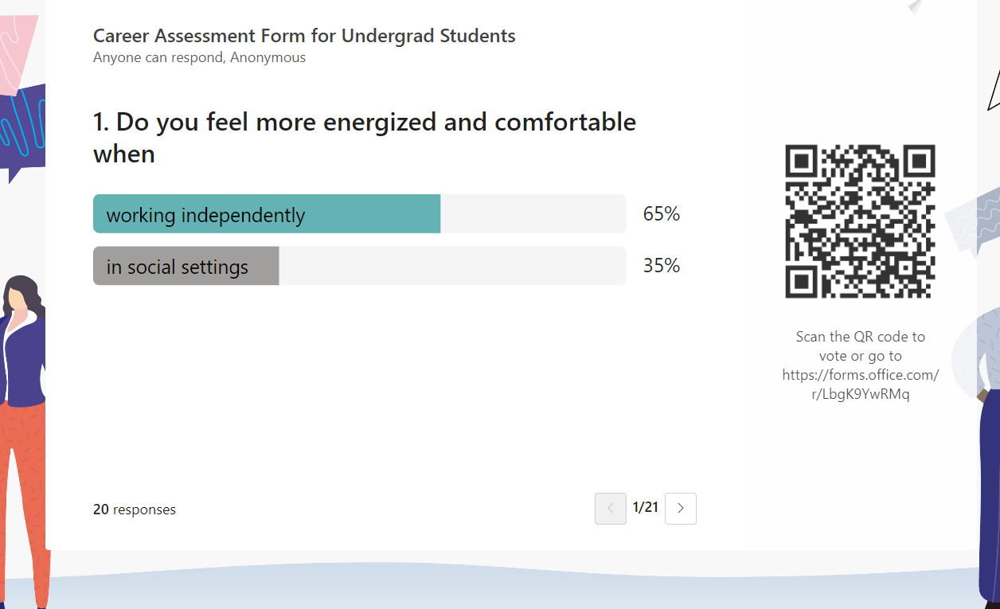 Career Assessment Form for Undergrad Students
Anyone can respond, Anonymous
1. Do you feel more energized and comfortable
when
working independently 65%
in social settings 35%
Scan the QR code to
vote or go to
https://forms.office.com/
r/LbgK9YwRMq
20 responses
1/21